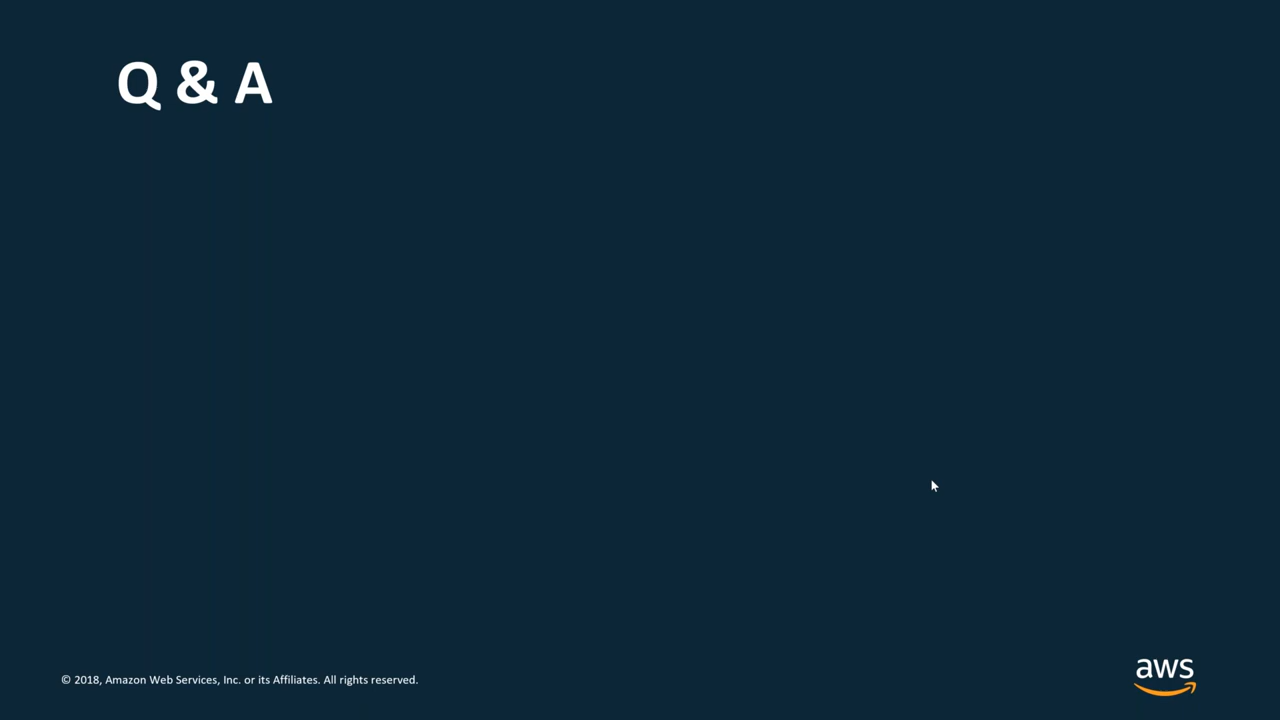 Q & A
© 2018, Amazon Web Services, Inc. or its Affiliates. All rights reserved.
aws